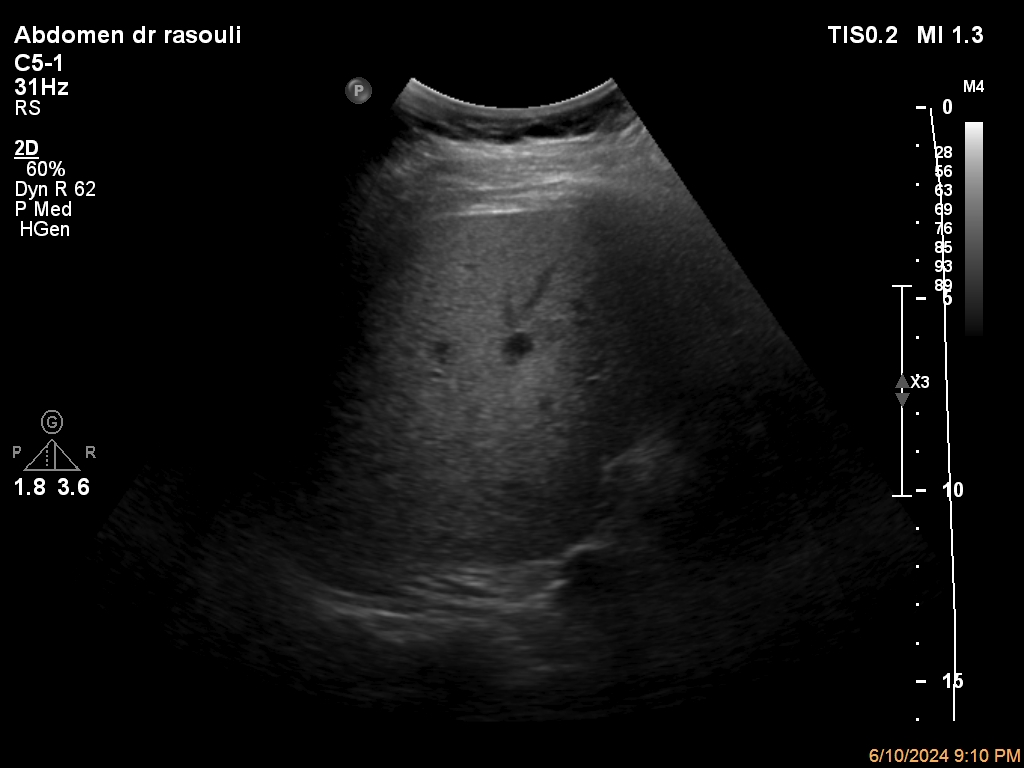 Abdomen dr rasouli
TIS0.2 MI 1.3
C5-1
31Hz
RS
2D
60%
Dyn R 62
P Med
HGen
P
M4
0
28
56
63
69
76
85
93
89
5
X3
G
P R
1.8 3.6
10
15
6/10/2024 9:10 PM